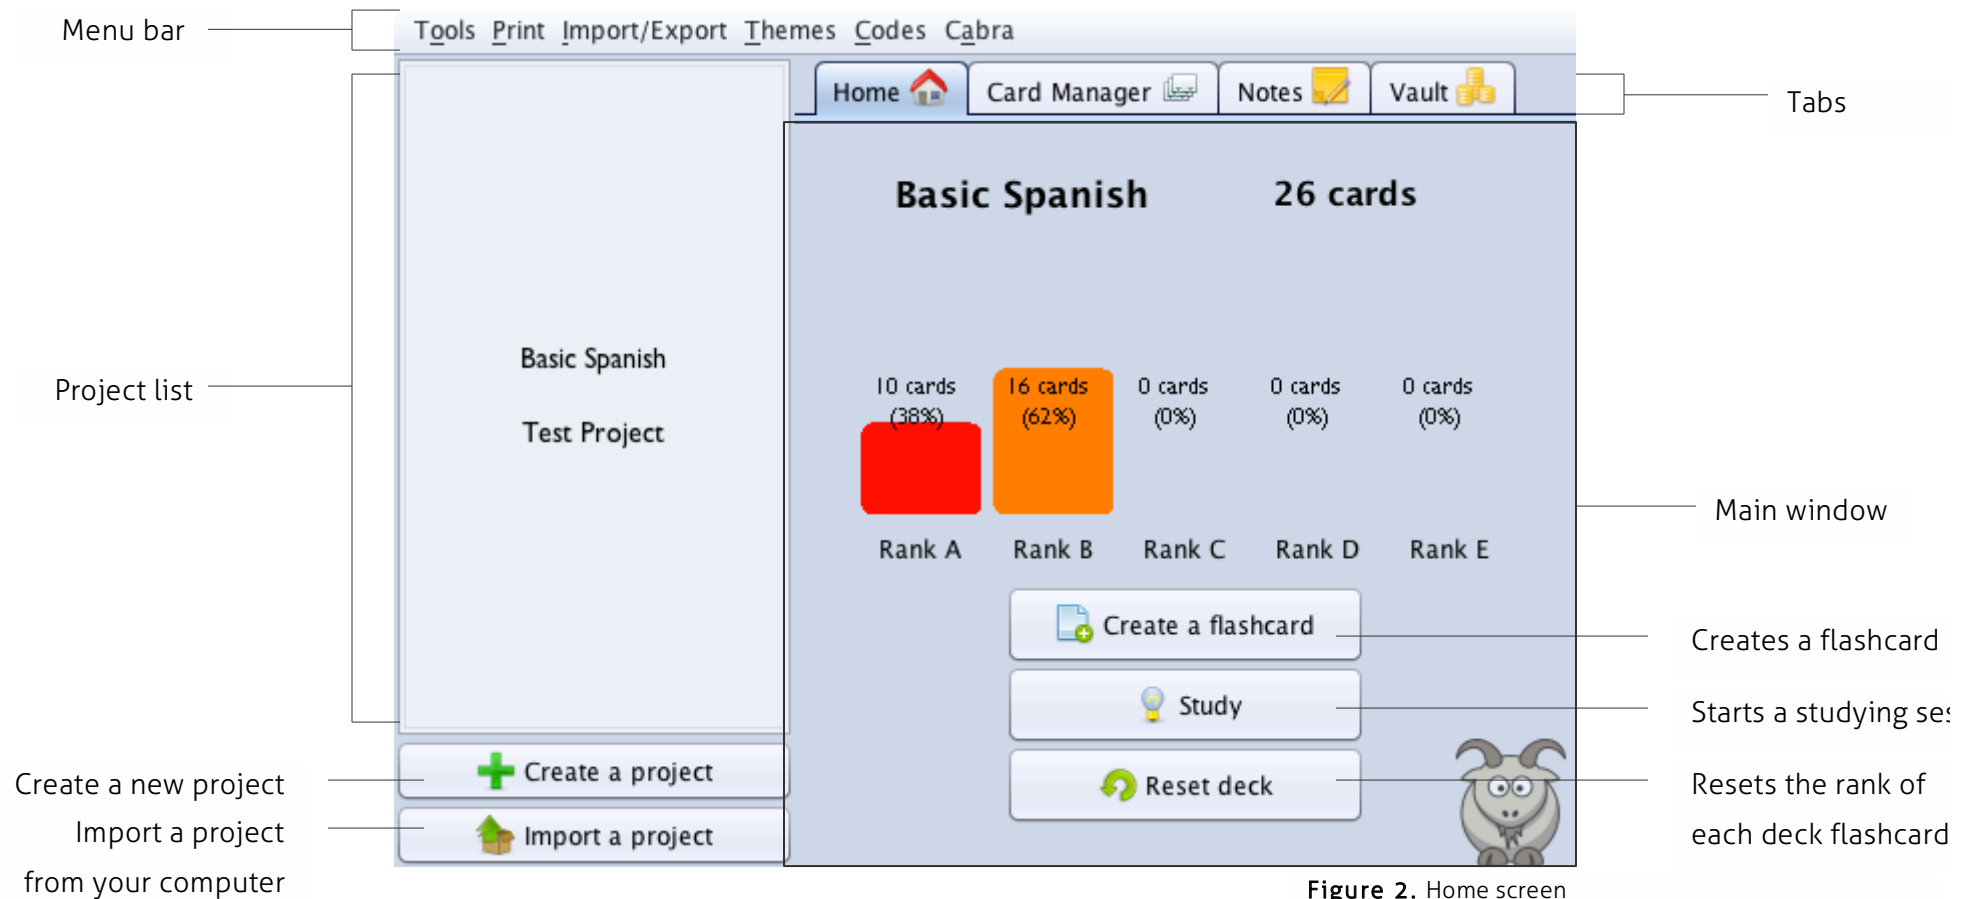 Menu bar
Tools Print Import/Export Themes Codes Cabra
Home Card Manager Notes Vault
Tabs
Basic Spanish 26 cards
Project list
Basic Spanish
Test Project
10 cards 16 cards 0 cards 0 cards 0 cards
(38%) (62%) (0%) (0%) (0%)
Rank A Rank B Rank C Rank D Rank E
Main window
Create a flashcard
Creates a flashcard
Study
Starts a studying
Create a project
Create a new project
Reset deck
Resets the rank of
each deck flashcard
Import a project
Import a project
from your computer
Figure 2. Home screen